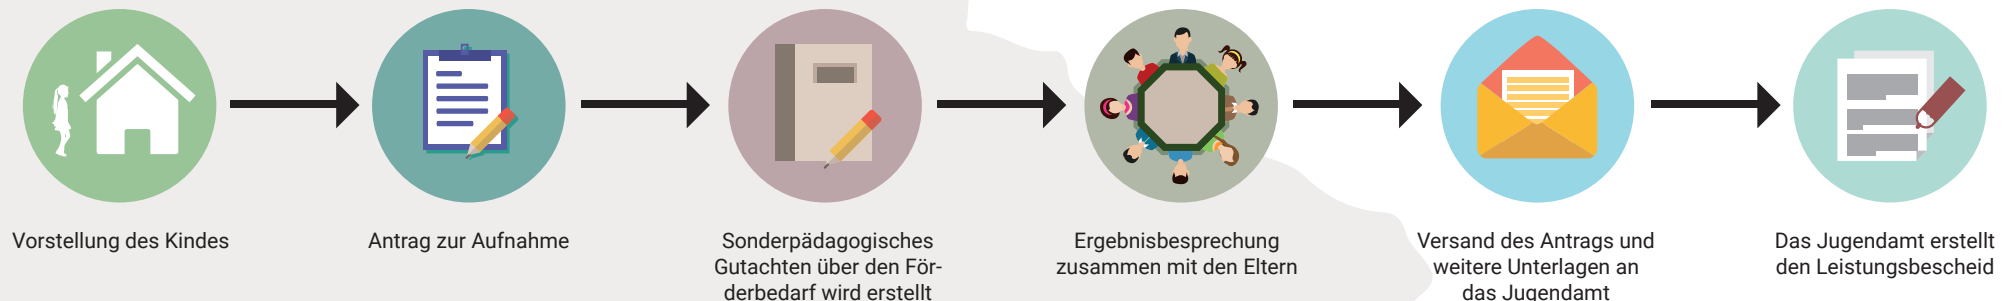 Vorstellung des Kindes
Antrag zur Aufnahme
Sonderpädagogisches
Gutachten über den För-
derbedarf wird erstellt
Ergebnisbesprechung
zusammen mit den Eltern
Versand des Antrags und
weitere Unterlagen an
das Jugendamt
Das Jugendamt erstellt
den Leistungsbescheid